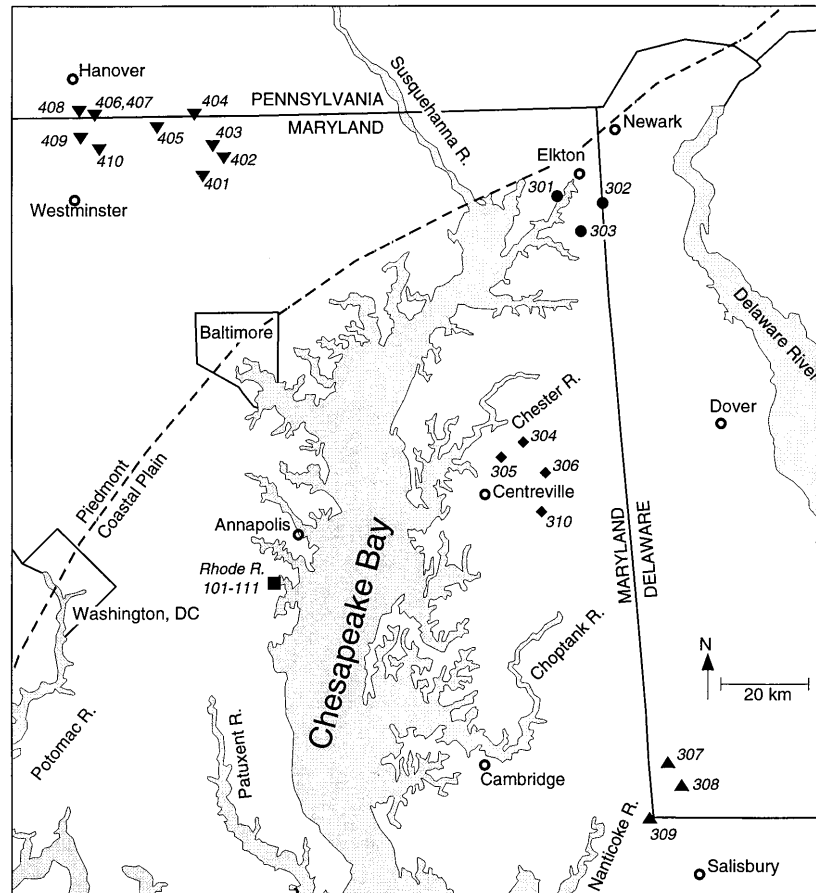 Hanover
408
406,407
404
PENNSYLVANIA
MARYLAND
405
403
409
410
402
401
Westminster
Susquehanna R.
Newark
Elkton
301
302
303
Baltimore
Delaware River
Piedmont
Coastal Plain
Chester R.
Dover
304
305
306
Centreville
310
Annapolis
Rhode R.
101-111
Washington, DC
Chesapeake Bay
MARYLAND
DELAWARE
Choptank R.
N
20 km
Potomac R.
Patuxent R.
Cambridge
307
308
309
Nanticoke R.
Salisbury